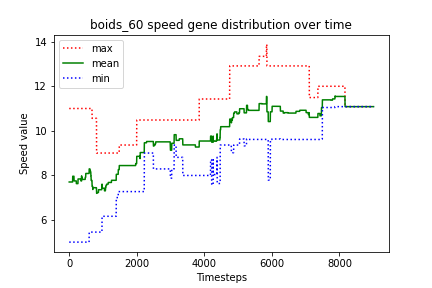 boids_60 speed gene distribution over time
max
mean
min
Speed value
14
12
10
8
6
0
2000
4000
6000
8000
Timesteps